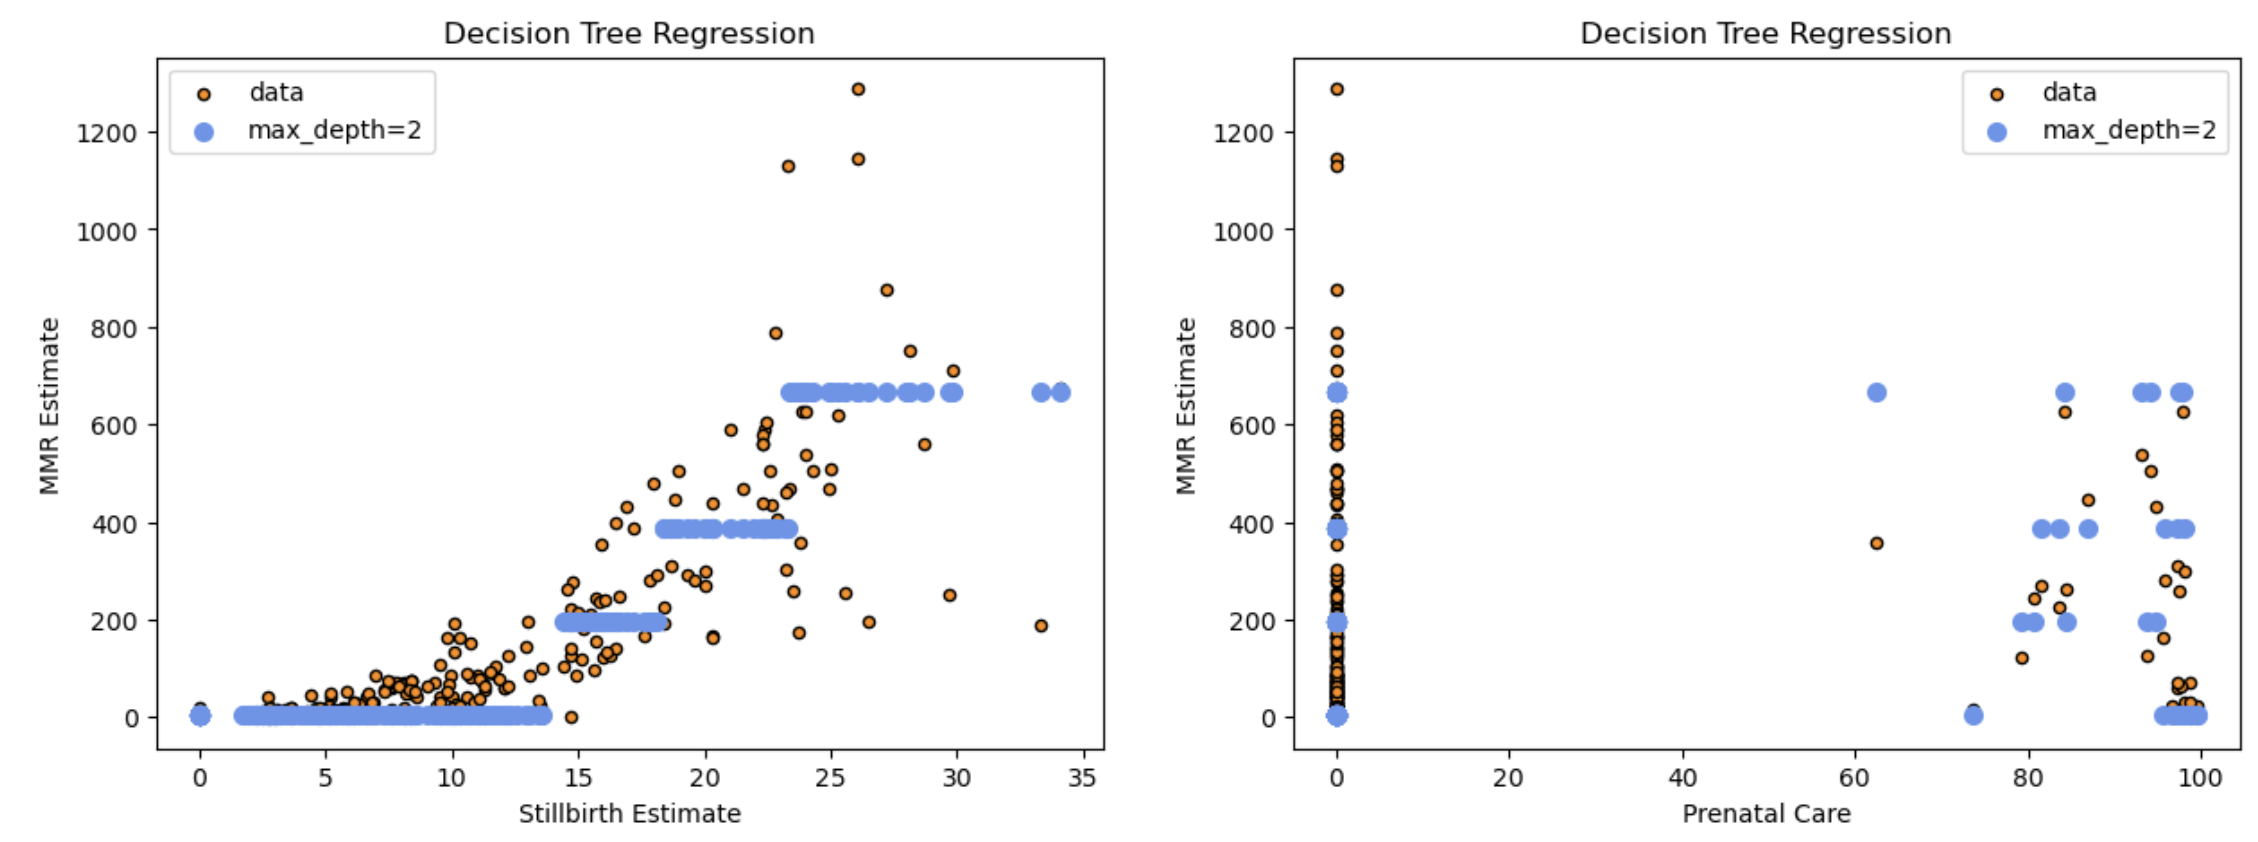 Decision Tree Regression
data
max_depth=2
1200
1000
800
600
400
200
0
MMR Estimate
0 5 10 15 20 25 30 35
Stillbirth Estimate
Decision Tree Regression
data
max_depth=2
1200
1000
800
600
400
200
0
MMR Estimate
0 20 40 60 80 100
Prenatal Care